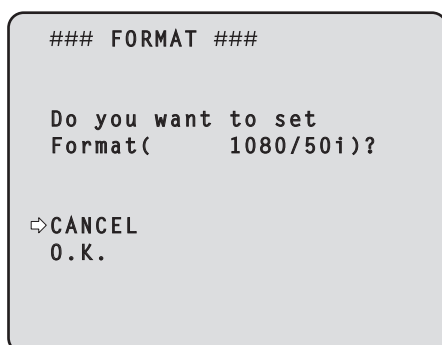 ### FORMAT ###
Do you want to set
Format(     1080/50i)?
⇨CANCEL
O.K.